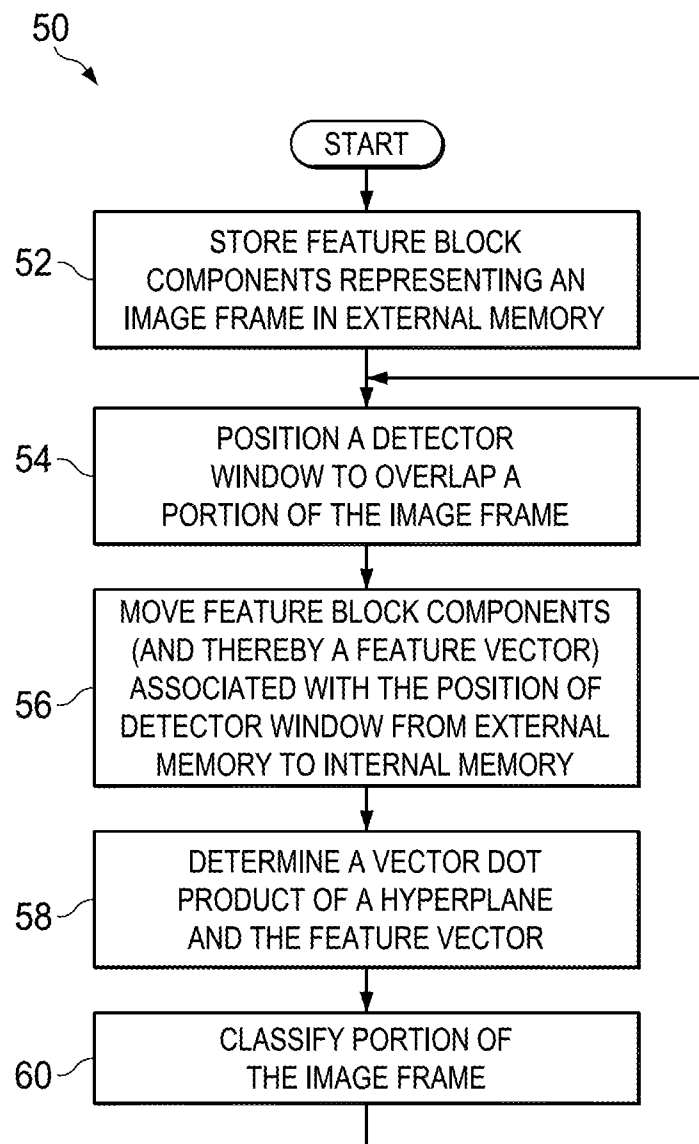 50
START
52
STORE FEATURE BLOCK
COMPONENTS REPRESENTING AN
IMAGE FRAME IN EXTERNAL MEMORY
54
POSITION A DETECTOR
WINDOW TO OVERLAP A
PORTION OF THE IMAGE FRAME
56
MOVE FEATURE BLOCK COMPONENTS
(AND THEREBY A FEATURE VECTOR)
ASSOCIATED WITH THE POSITION OF
DETECTOR WINDOW FROM EXTERNAL
MEMORY TO INTERNAL MEMORY
58
DETERMINE A VECTOR DOT
PRODUCT OF A HYPERPLANE
AND THE FEATURE VECTOR
60
CLASSIFY PORTION OF
THE IMAGE FRAME